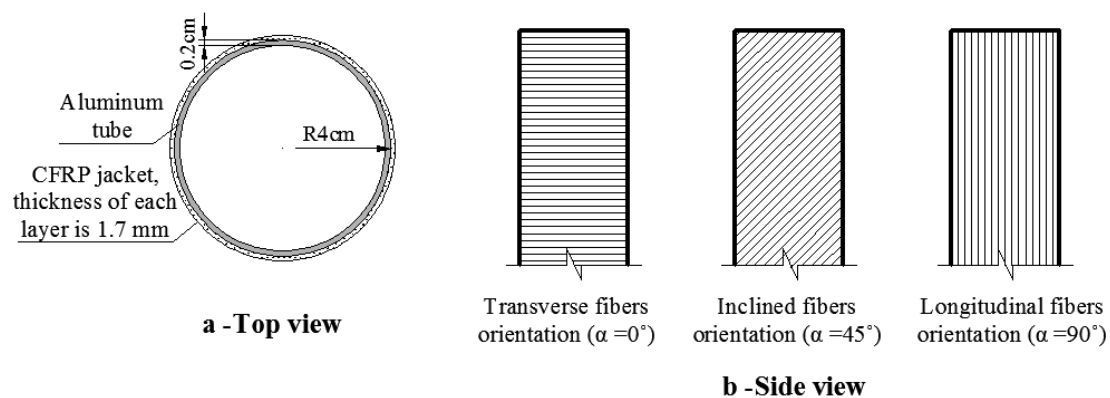 0.2cm
Aluminum
tube
R4cm
CFRP jacket,
thickness of each
layer is 1.7 mm
a -Top view
Transverse fibers
orientation (α =0˚)
Inclined fibers
orientation (α =45˚)
Longitudinal fibers
orientation (α =90˚)
b -Side view